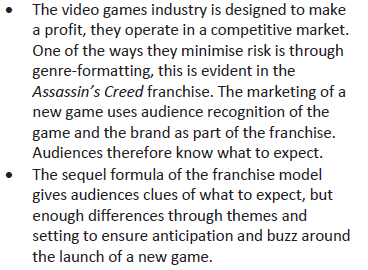 • The video games industry is designed to make
a profit, they operate in a competitive market.
One of the ways they minimise risk is through
genre-formatting, this is evident in the
Assassin's Creed franchise. The marketing of a
new game uses audience recognition of the
game and the brand as part of the franchise.
Audiences therefore know what to expect.
• The sequel formula of the franchise model
gives audiences clues of what to expect, but
enough differences through themes and
setting to ensure anticipation and buzz around
the launch of a new game.